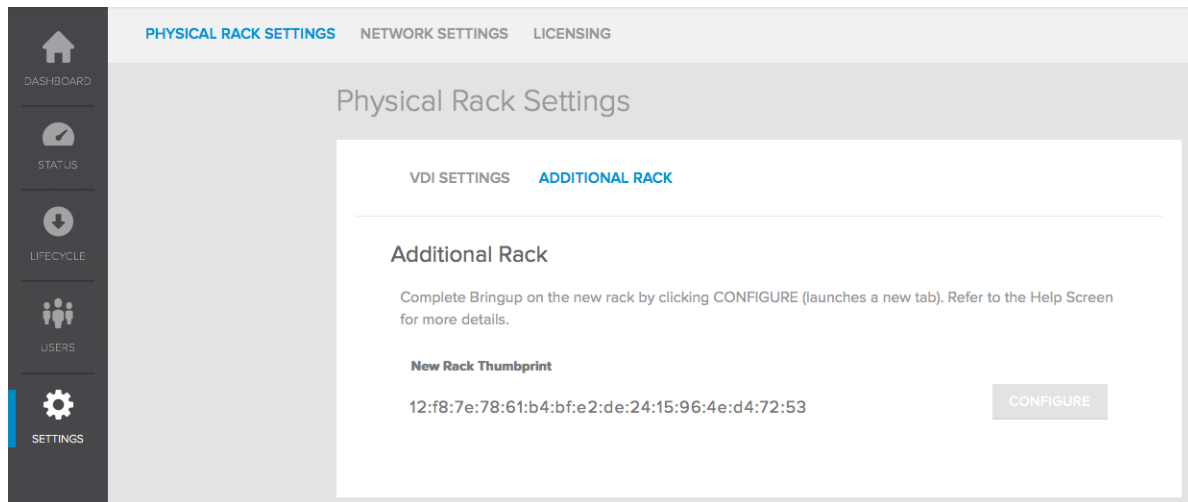 PHYSICAL RACK SETTINGS NETWORK SETTINGS LICENSING
DASHBOARD
STATUS
LIFECYCLE
USERS
SETTINGS
Physical Rack Settings
VDI SETTINGS ADDITIONAL RACK
Additional Rack
Complete Bringup on the new rack by clicking CONFIGURE (launches a new tab). Refer to the Help Screen
for more details.
New Rack Thumbprint
12:f8:7e:78:61:b4:bf:e2:de:24:15:96:4e:d4:72:53
CONFIGURE